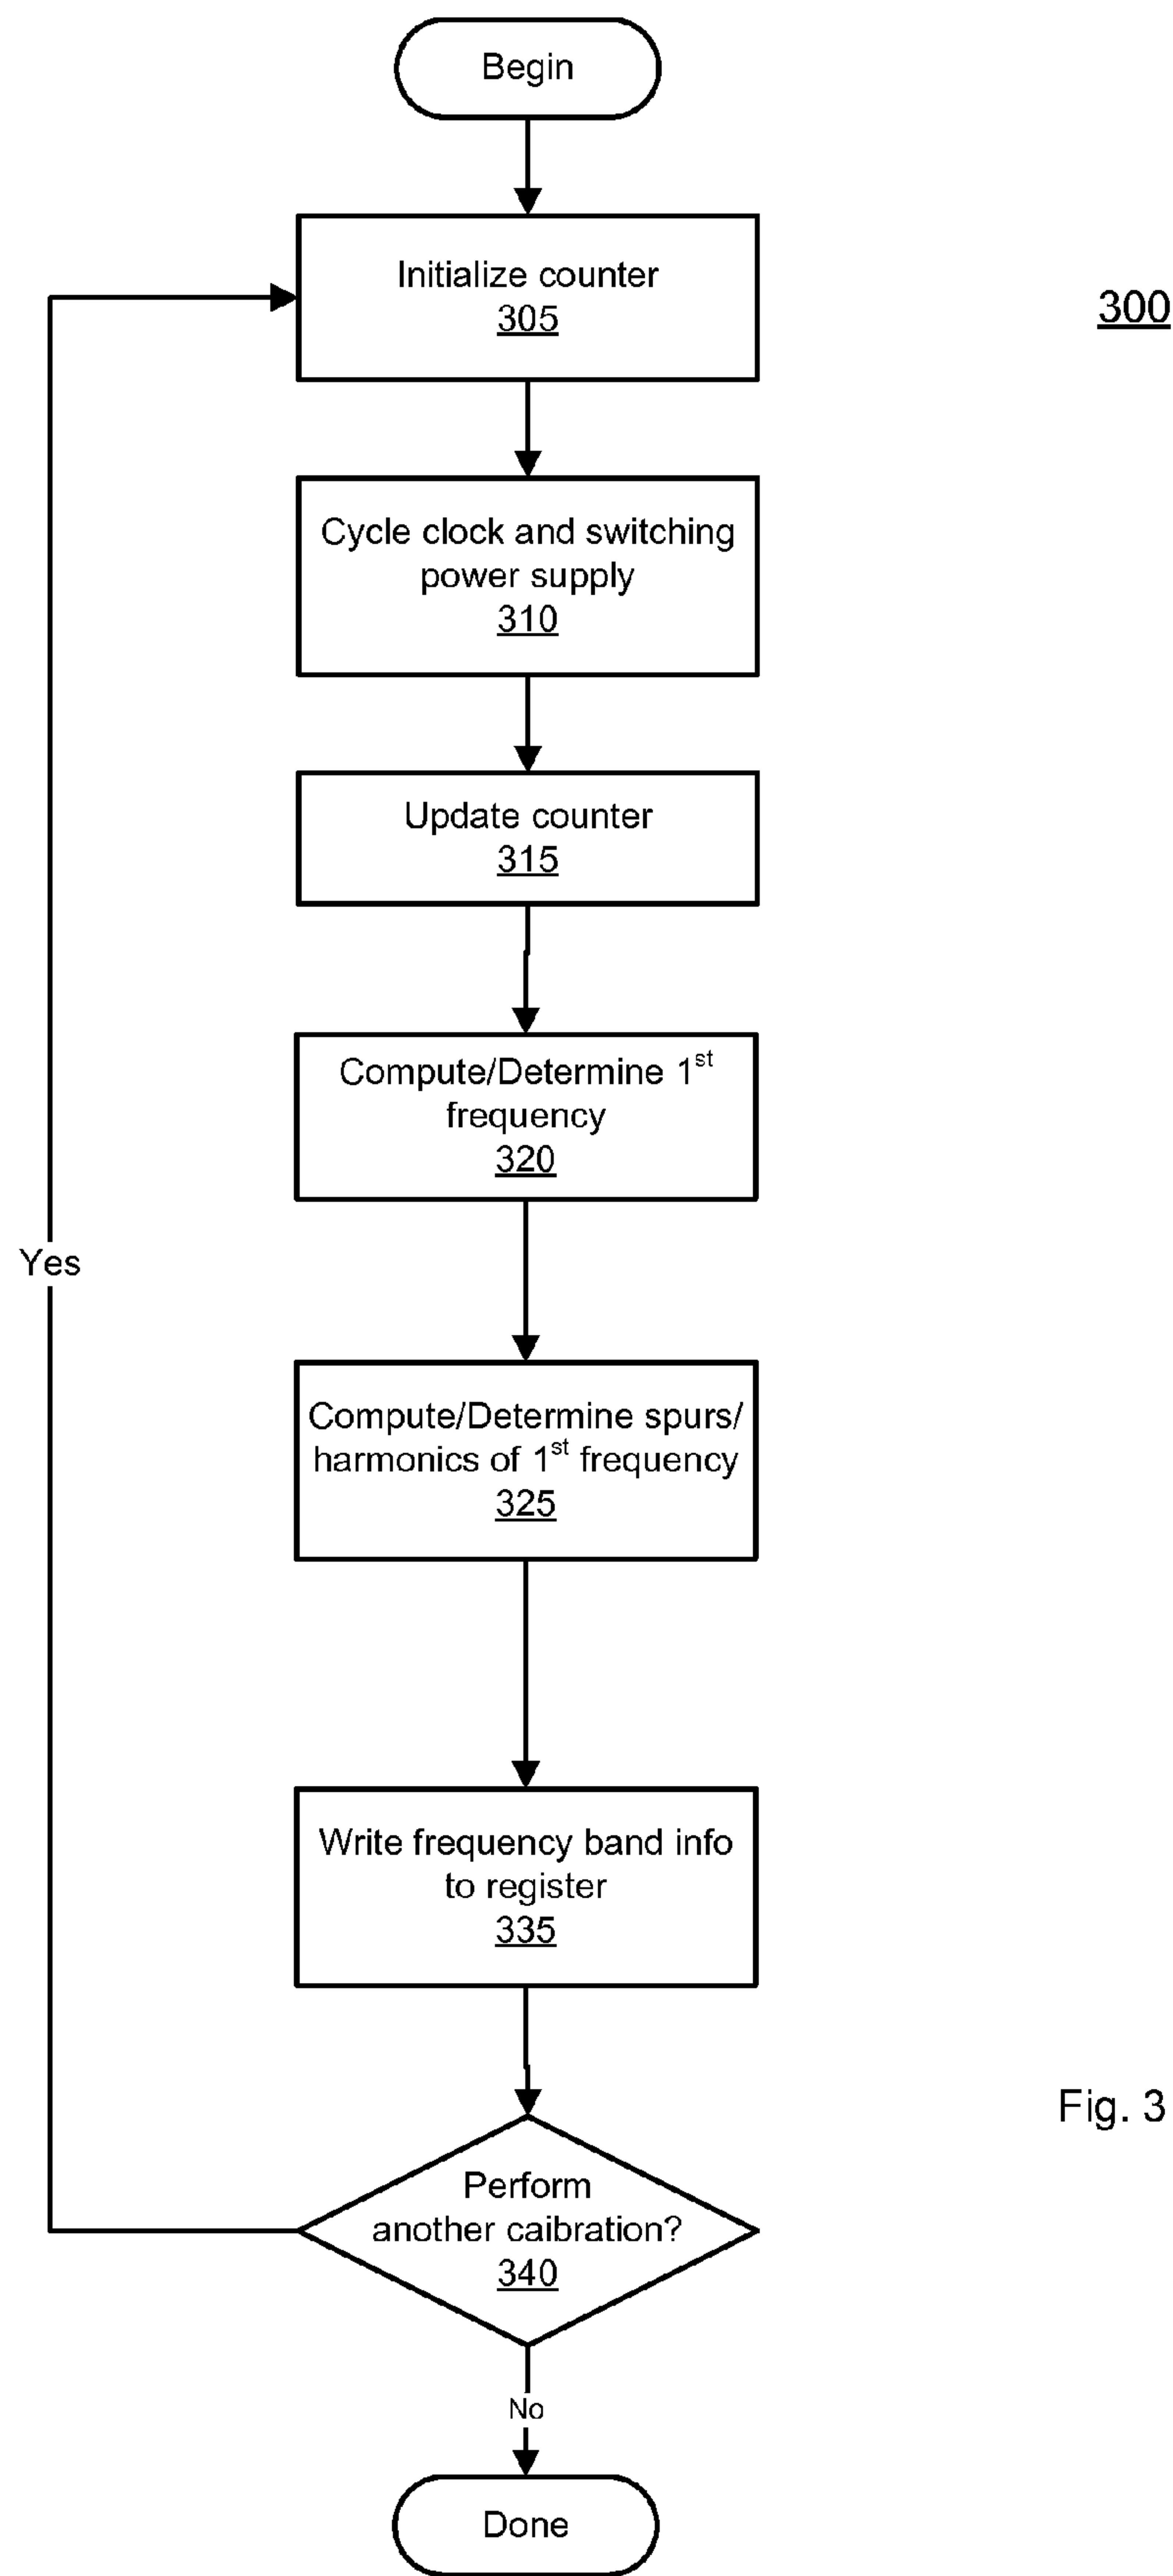 Begin
Initialize counter
305
300
Cycle clock and switching
power supply
310
Update counter
315
Compute/Determine 1st
frequency
320
Yes
Compute/Determine spurs/
harmonics of 1st frequency
325
Write frequency band info
to register
335
Fig. 3
Perform
another caibration?
340
No
Done